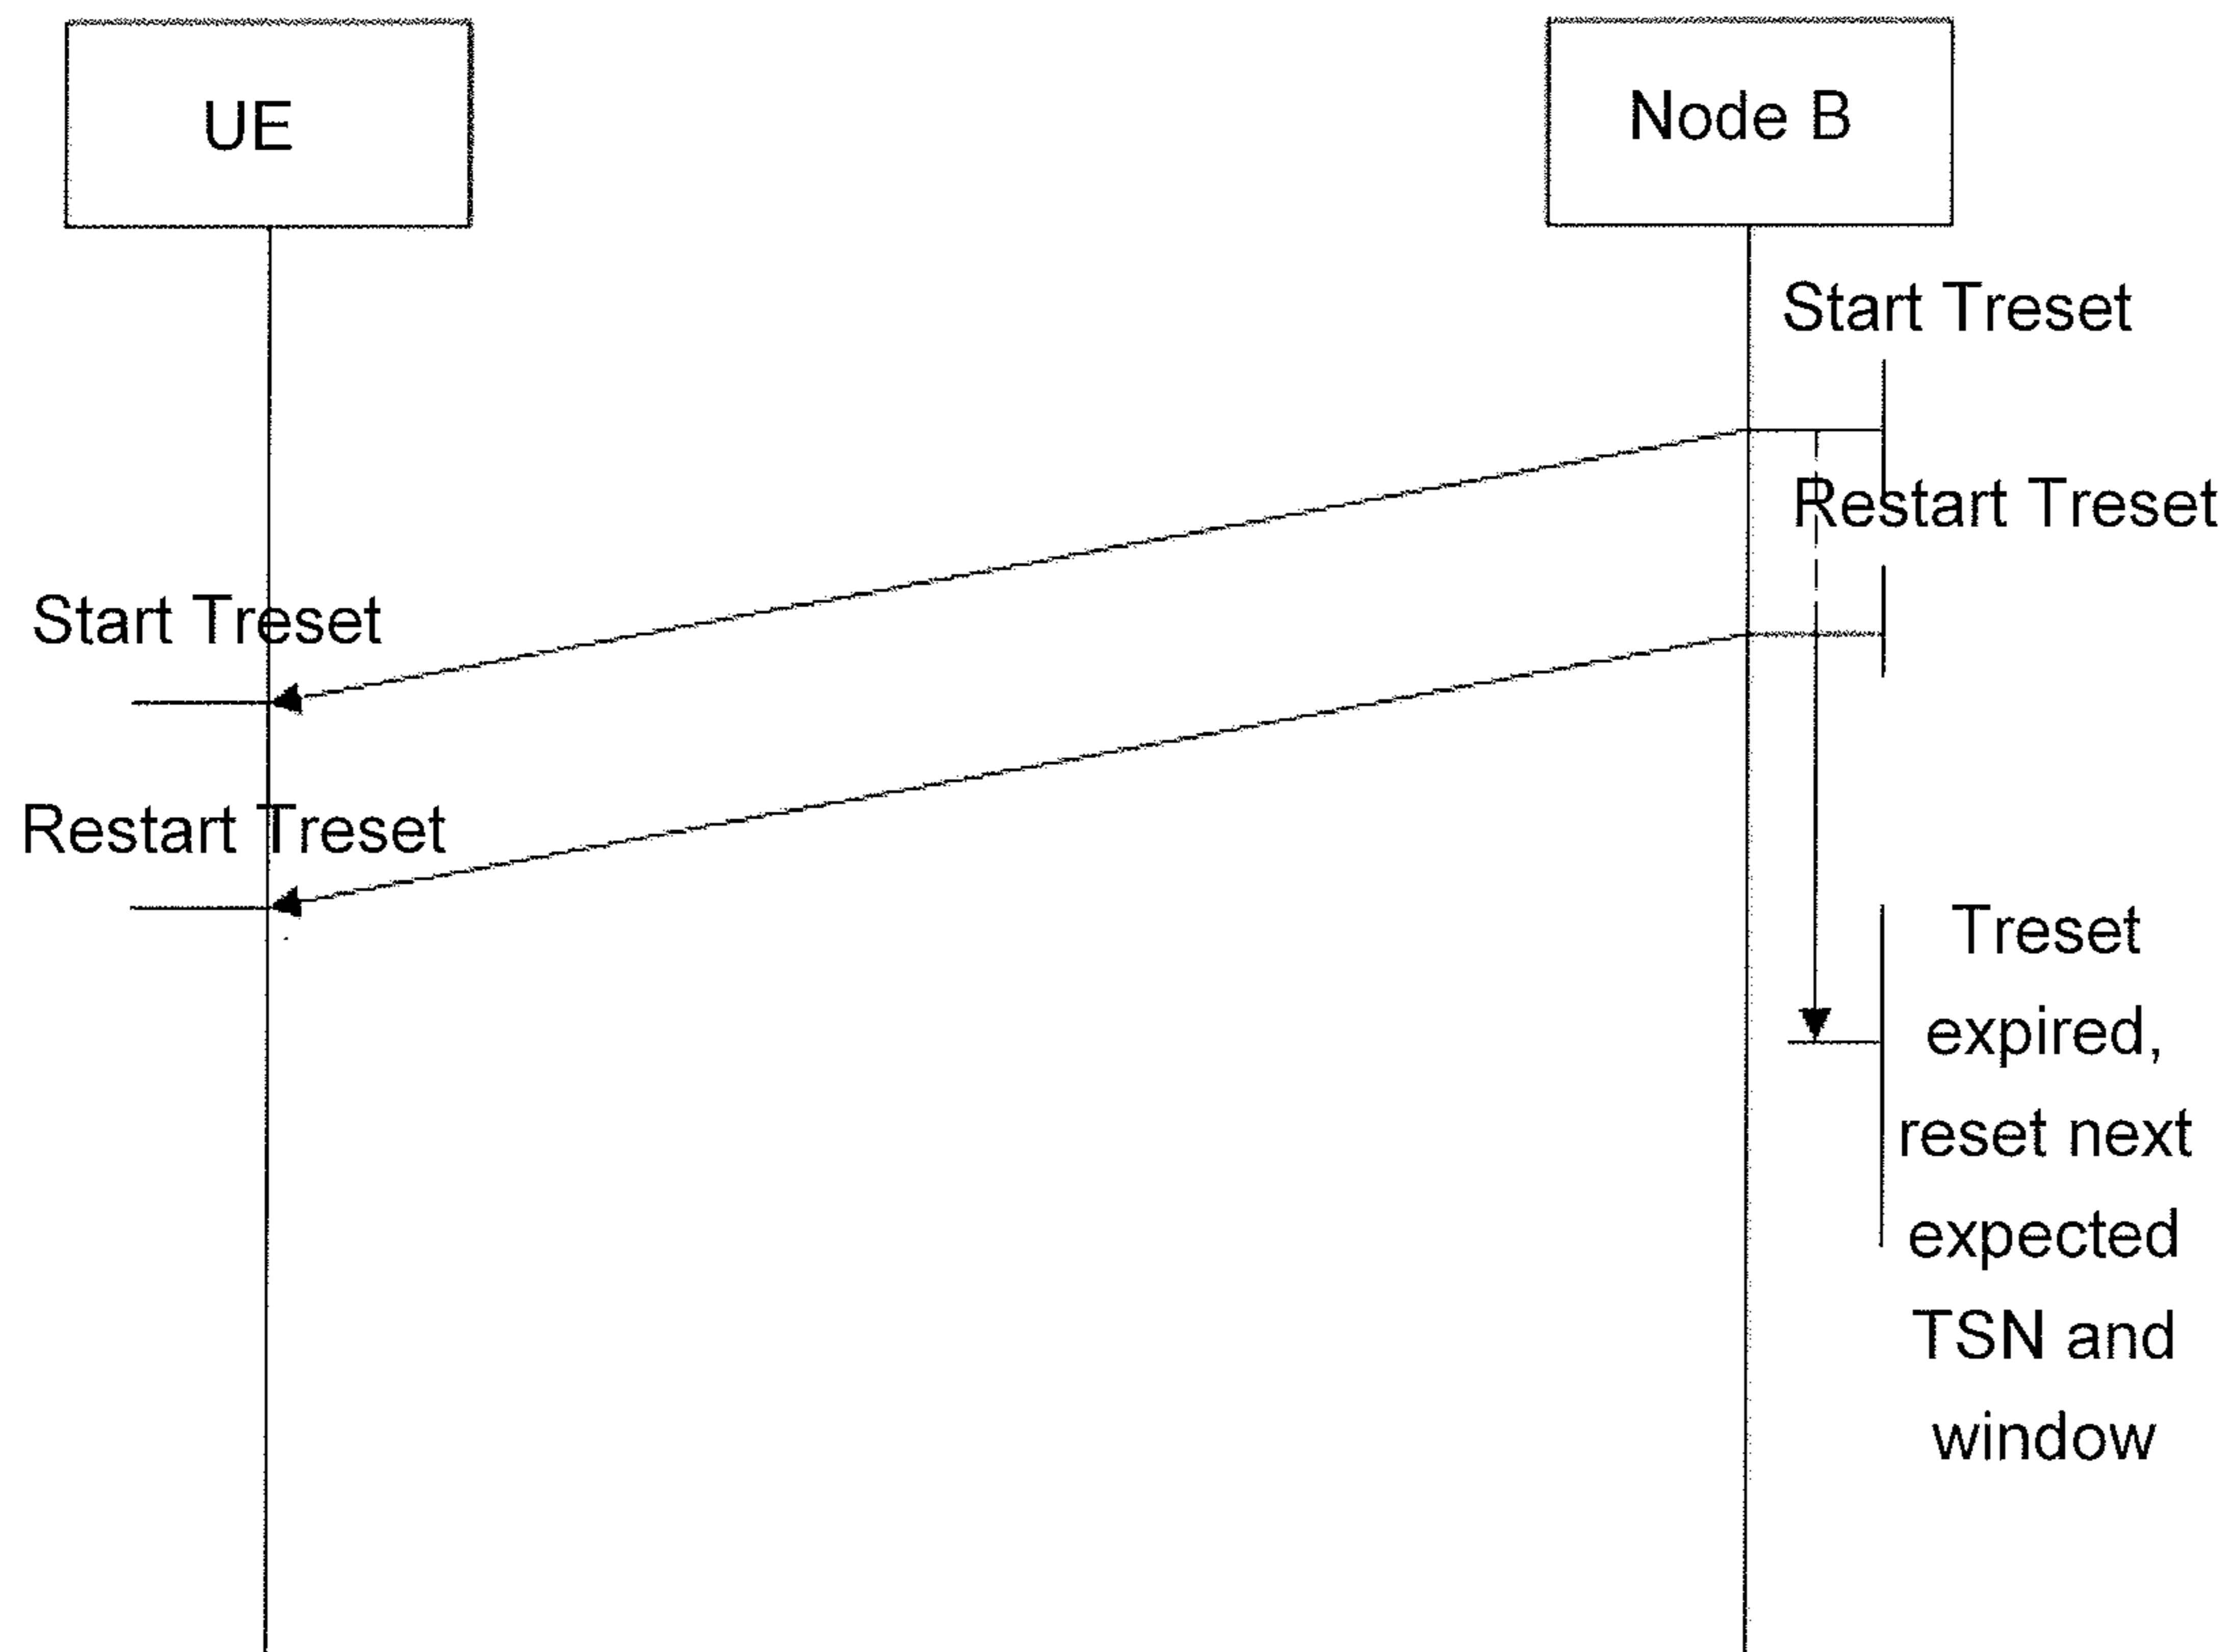 UE
Node B
Start Treset
Restart Treset
Start Treset
Restart Treset
Treset
expired,
reset next
expected
TSN and
window